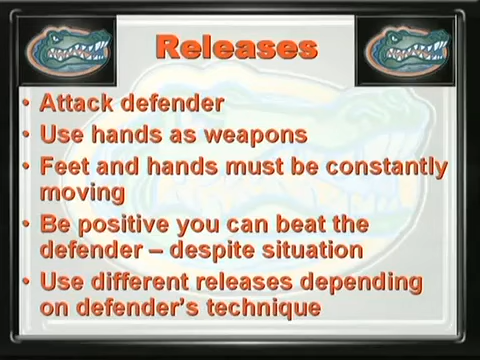 Releases
• Attack defender
• Use hands as weapons
• Feet and hands must be constantly
moving
• Be positive you can beat the
defender – despite situation
• Use different releases depending
on defender's technique